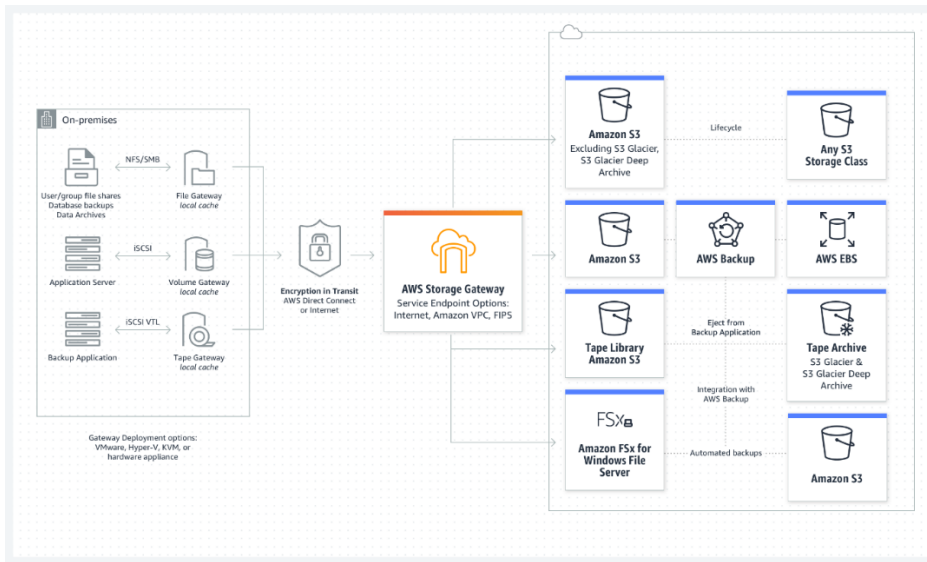 On-premises
NFS/SMB
User/group file shares
Database backups
Data Archives
File Gateway
local cache
iSCSI
Application Server
Volume Gateway
local cache
iSCSI VTL
Backup Application
Tape Gateway
local cache
Gateway Deployment options:
VMware, Hyper-V, KVM, or
hardware appliance
Encryption in Transit
AWS Direct Connect
or Internet
AWS Storage Gateway
Service Endpoint Options:
Internet, Amazon VPC, FIPS
Amazon S3
Excluding S3 Glacier,
S3 Glacier Deep
Archive
Lifecycle
Any S3
Storage Class
Amazon S3
AWS Backup
AWS EBS
Tape Library
Amazon S3
Eject from
Backup Application
Tape Archive
S3 Glacier &
S3 Glacier Deep
Archive
Integration with
AWS Backup
FSx
Amazon FSx for
Windows File
Server
Automated backups
Amazon S3